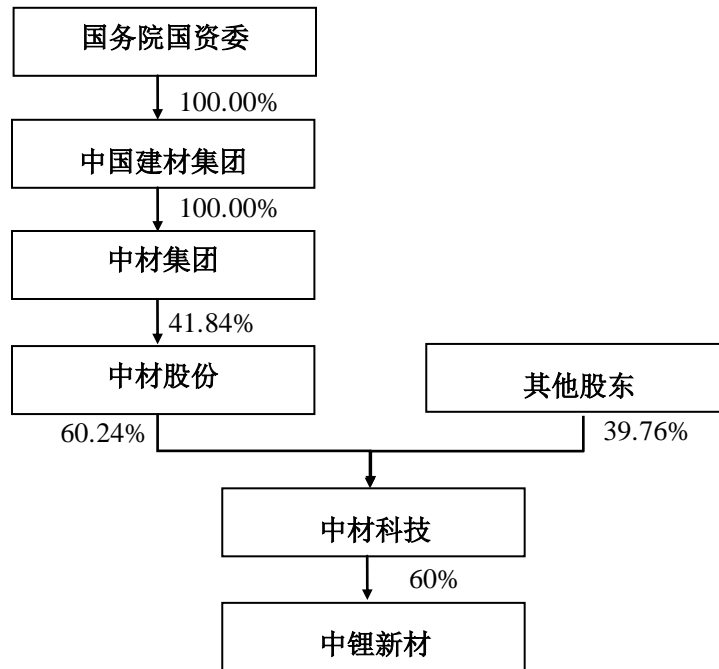 国务院国资委
100.00%
中国建材集团
100.00%
中材集团
41.84%
中材股份
其他股东
60.24%
39.76%
中材科技
60%
中锂新材